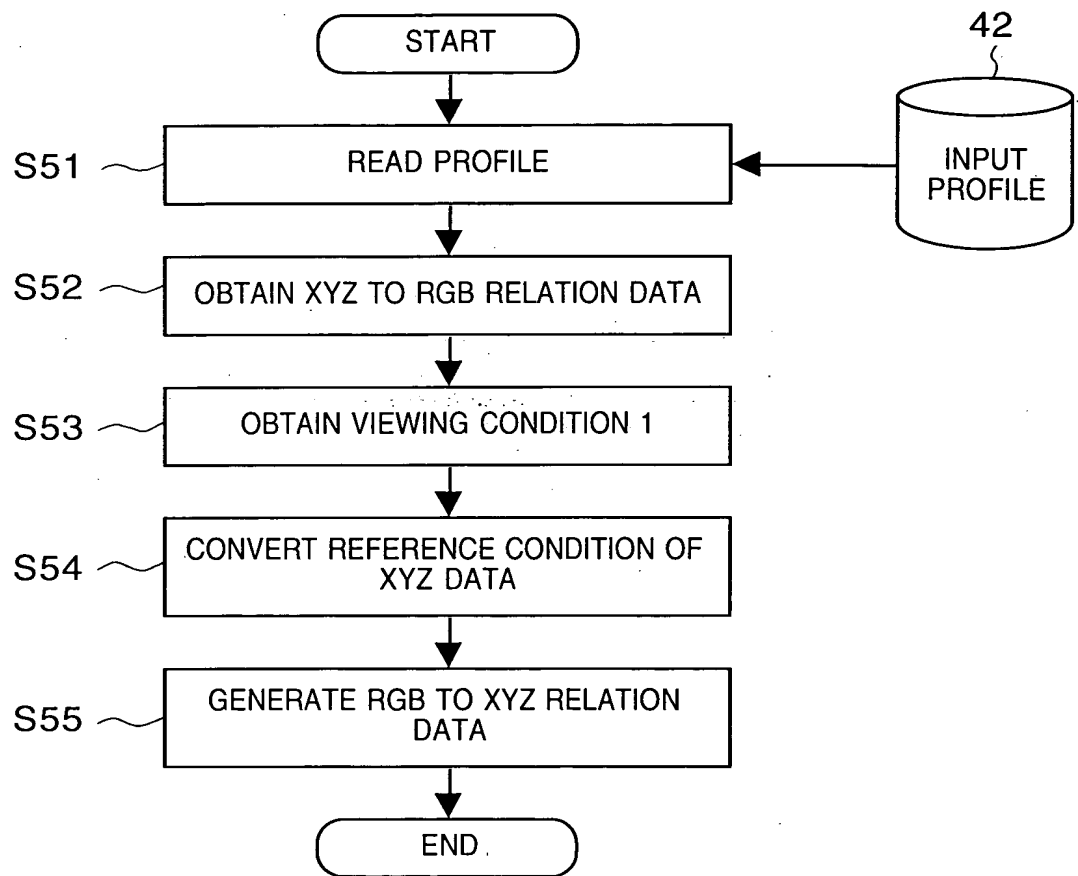 START
42
INPUT
PROFILE
S51
READ PROFILE
S52
OBTAIN XYZ TO RGB RELATION DATA
S53
OBTAIN VIEWING CONDITION 1
S54
CONVERT REFERENCE CONDITION OF
XYZ DATA
S55
GENERATE RGB TO XYZ RELATION
DATA
END